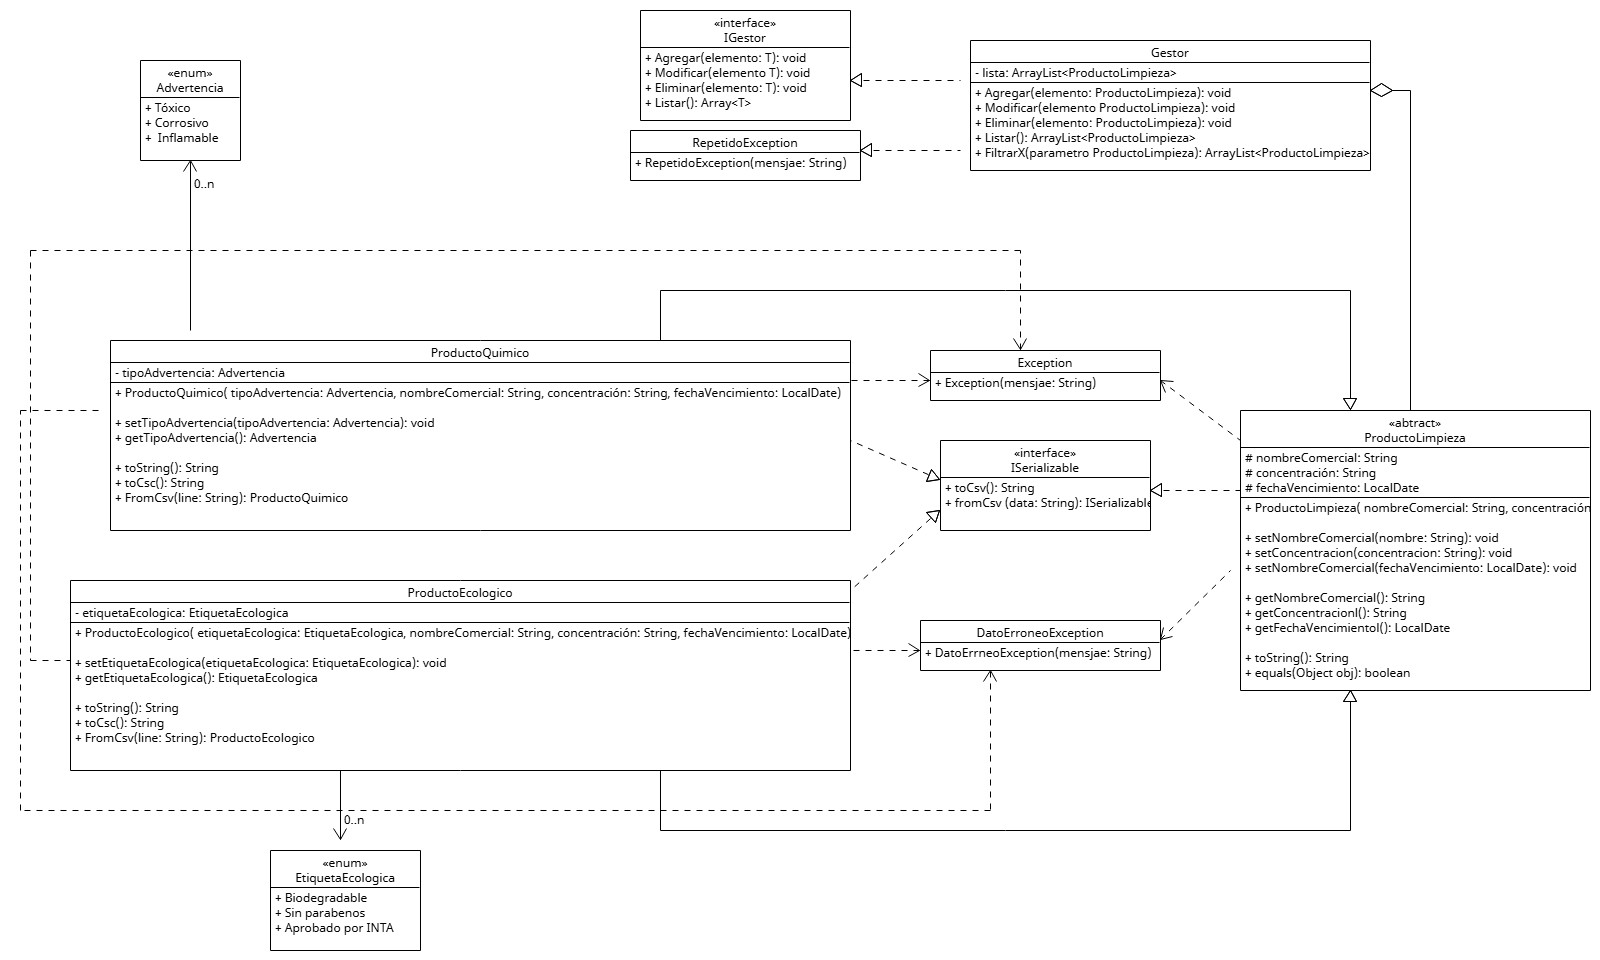 «interface»
IGestor
+ Agregar(elemento: T): void
+ Modificar(elemento T): void
+ Eliminar(elemento: T): void
+ Listar(): Array<T>
Gestor
- lista: ArrayList<ProductoLimpieza>
+ Agregar(elemento: ProductoLimpieza): void
+ Modificar(elemento ProductoLimpieza): void
+ Eliminar(elemento: ProductoLimpieza): void
+ Listar(): ArrayList<ProductoLimpieza>
+ FiltrarX(parametro ProductoLimpieza): ArrayList<ProductoLimpieza>
«enum»
Advertencia
+ Tóxico
+ Corrosivo
+ Inflamable
0..n
RepetidoException
+ RepetidoException(mensjae: String)
ProductoQuimico
- tipoAdvertencia: Advertencia
+ ProductoQuimico( tipoAdvertencia: Advertencia, nombreComercial: String, concentración: String, fechaVencimiento: LocalDate)
+ setTipoAdvertencia(tipoAdvertencia: Advertencia): void
+ getTipoAdvertencia(): Advertencia
+ toString(): String
+ toCsc(): String
+ FromCsv(line: String): ProductoQuimico
Exception
+ Exception(mensjae: String)
«interface»
ISerializable
+ toCsv(): String
+ fromCsv (data: String): ISerializable
«abtract»
ProductoLimpieza
# nombreComercial: String
# concentración: String
# fechaVencimiento: LocalDate
+ ProductoLimpieza( nombreComercial: String, concentración
+ setNombreComercial(nombre: String): void
+ setConcentracion(concentracion: String): void
+ setNombreComercial(fechaVencimiento: LocalDate): void
+ getNombreComercial(): String
+ getConcentracionl(): String
+ getFechaVencimientol(): LocalDate
+ toString(): String
+ equals(Object obj): boolean
ProductoEcologico
- etiquetaEcologica: EtiquetaEcologica
+ ProductoEcologico( etiquetaEcologica: EtiquetaEcologica, nombreComercial: String, concentración: String, fechaVencimiento: LocalDate)
+ setEtiquetaEcologica(etiquetaEcologica: EtiquetaEcologica): void
+ getEtiquetaEcologica(): EtiquetaEcologica
+ toString(): String
+ toCsc(): String
+ FromCsv(line: String): ProductoEcologico
DatoErroneoException
+ DatoErrneoException(mensjae: String)
0..n
«enum»
EtiquetaEcologica
+ Biodegradable
+ Sin parabenos
+ Aprobado por INTA